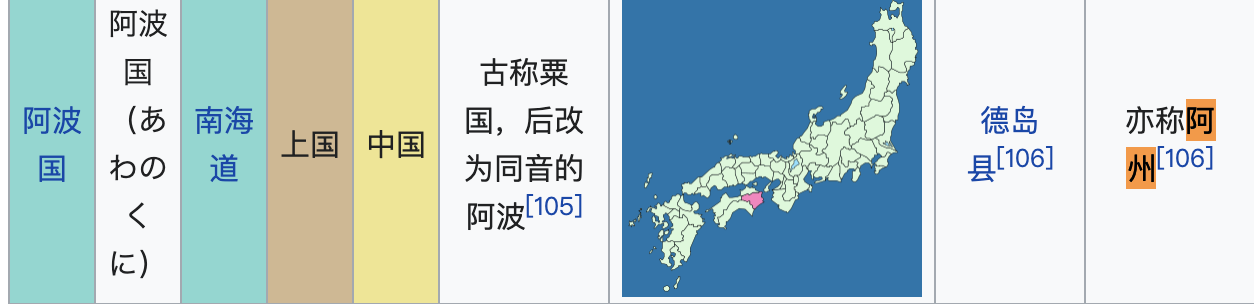 阿波
国
阿波
国
（あ
わの
く
に）
南海
道
上国
中国
古称粟
国，后改
为同音的
阿波[105]
德岛
县[106]
亦称阿
州[106]